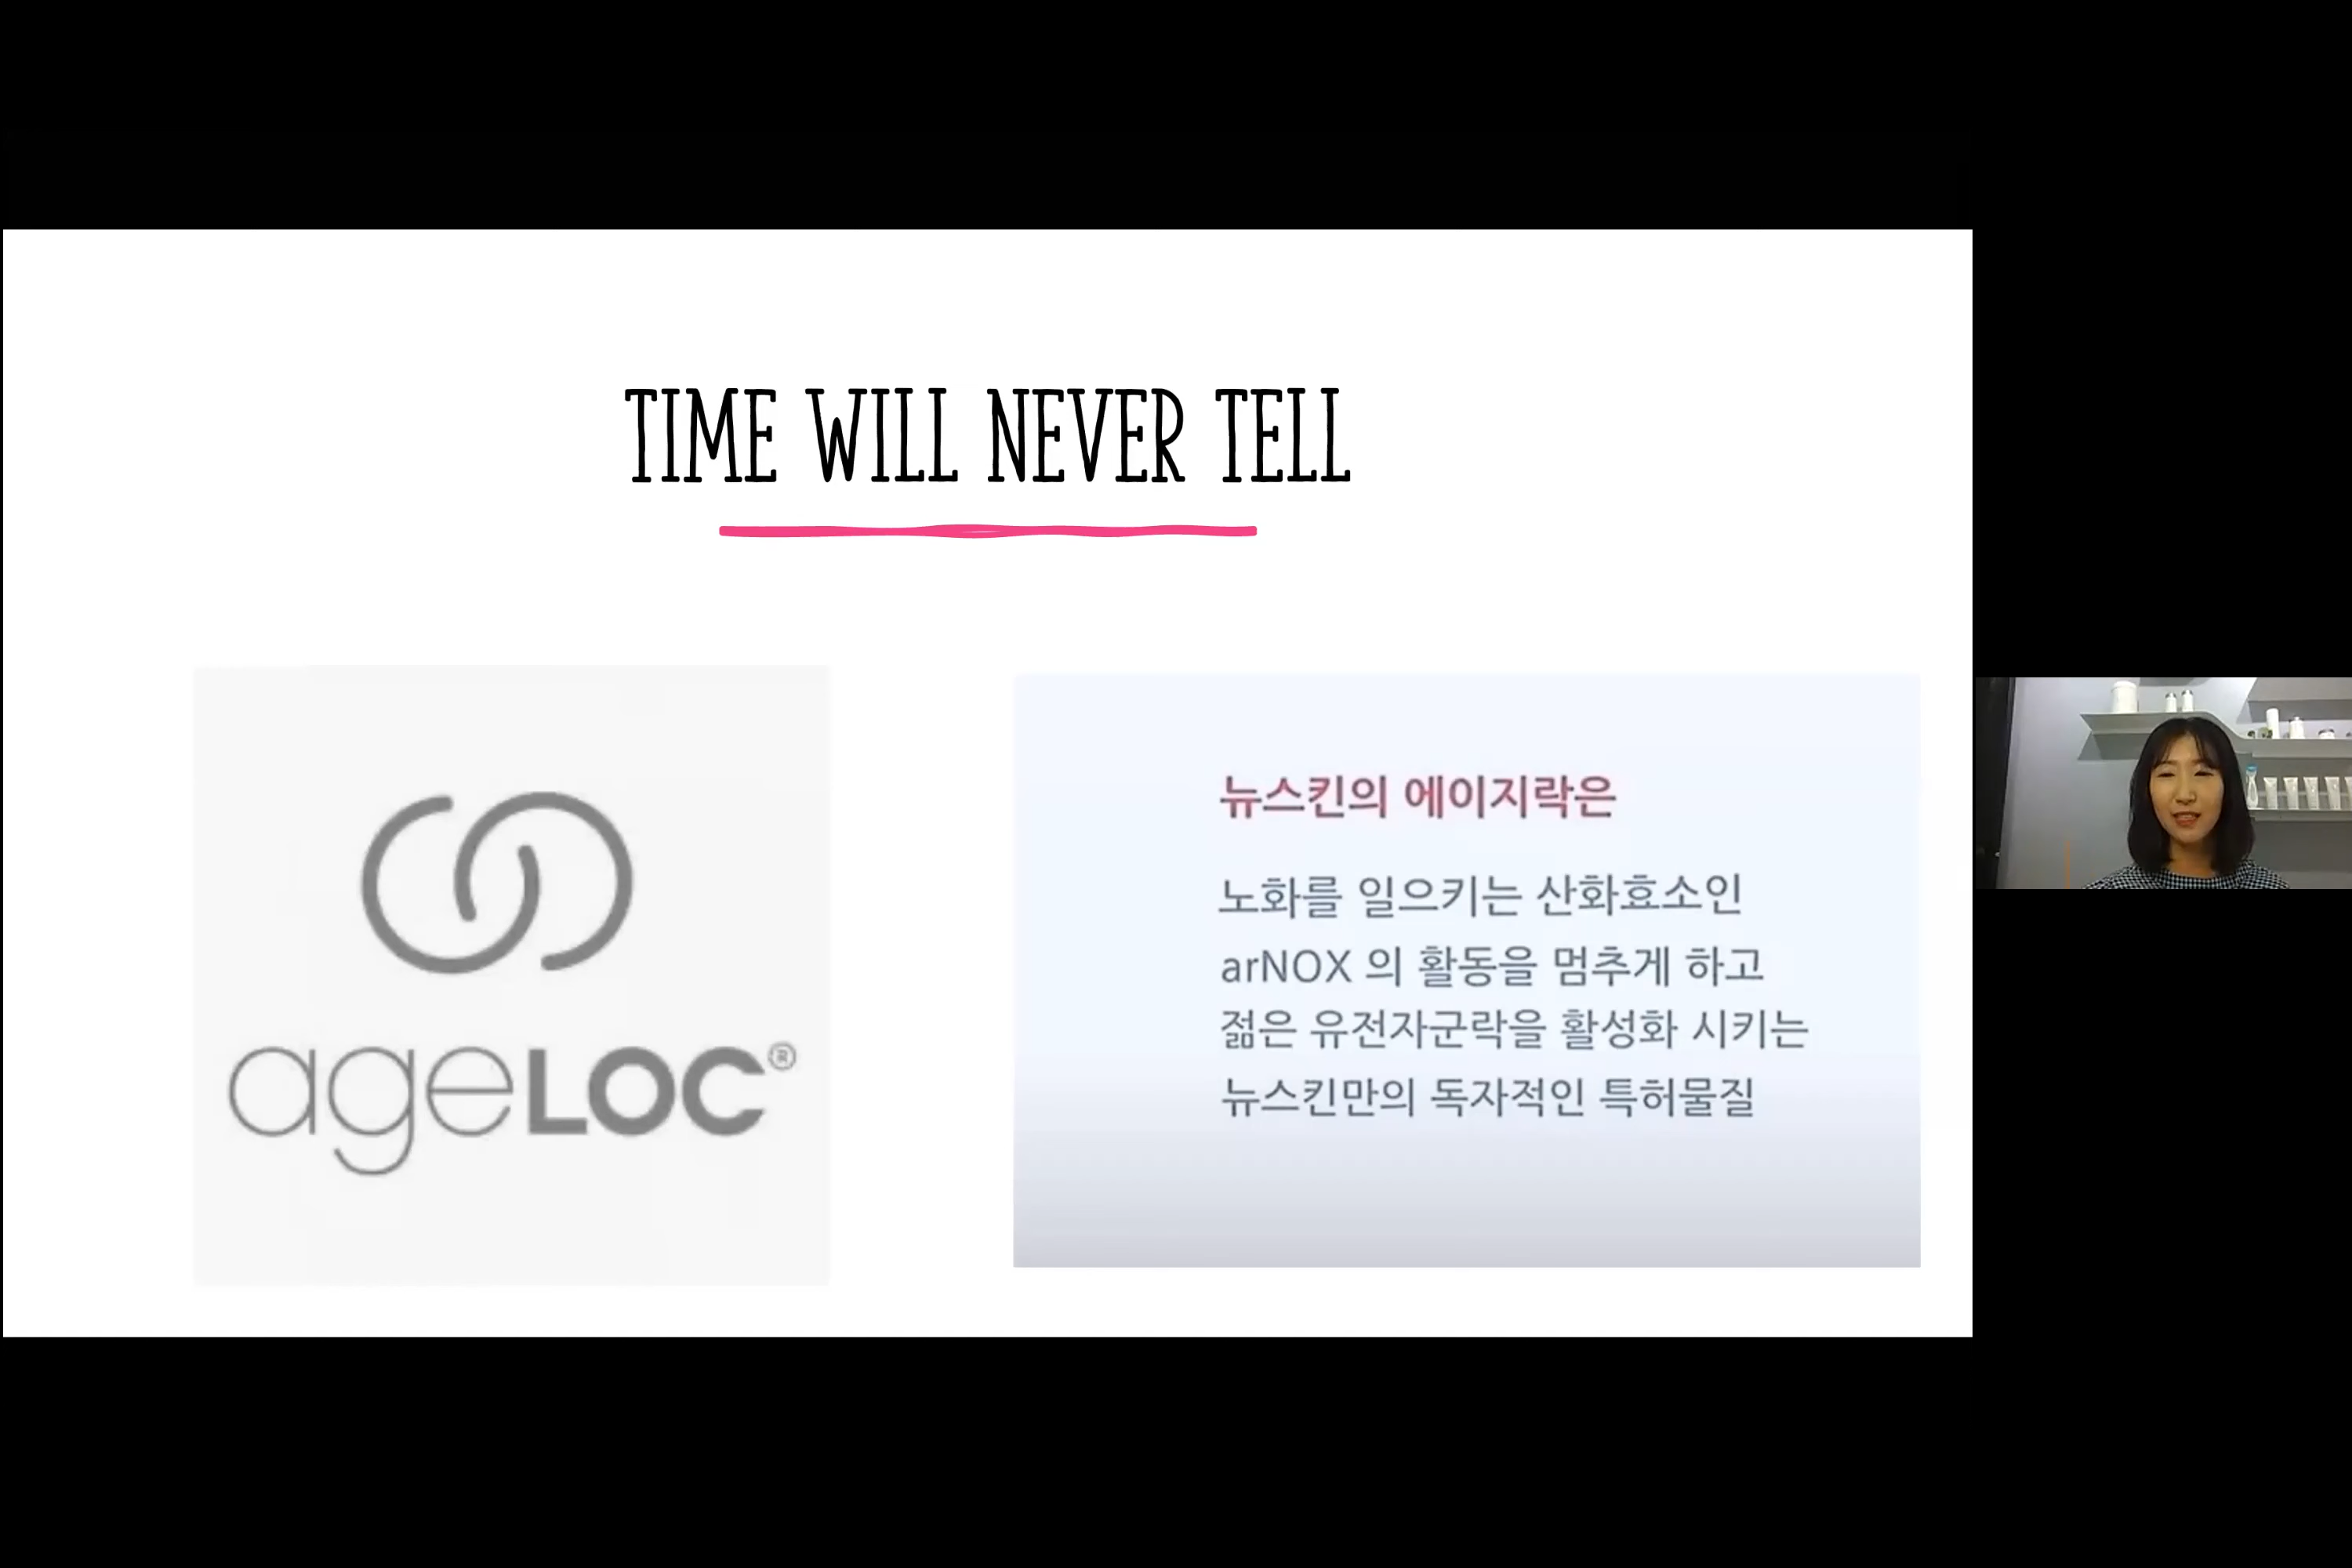 TIME WILL NEVER TELL
ageLOC®
뉴스킨의 에이지락은
노화를 일으키는 산화효소인
arNOX 의 활동을 멈추게 하고
젊은 유전자군락을 활성화 시키는
뉴스킨만의 독자적인 특허물질